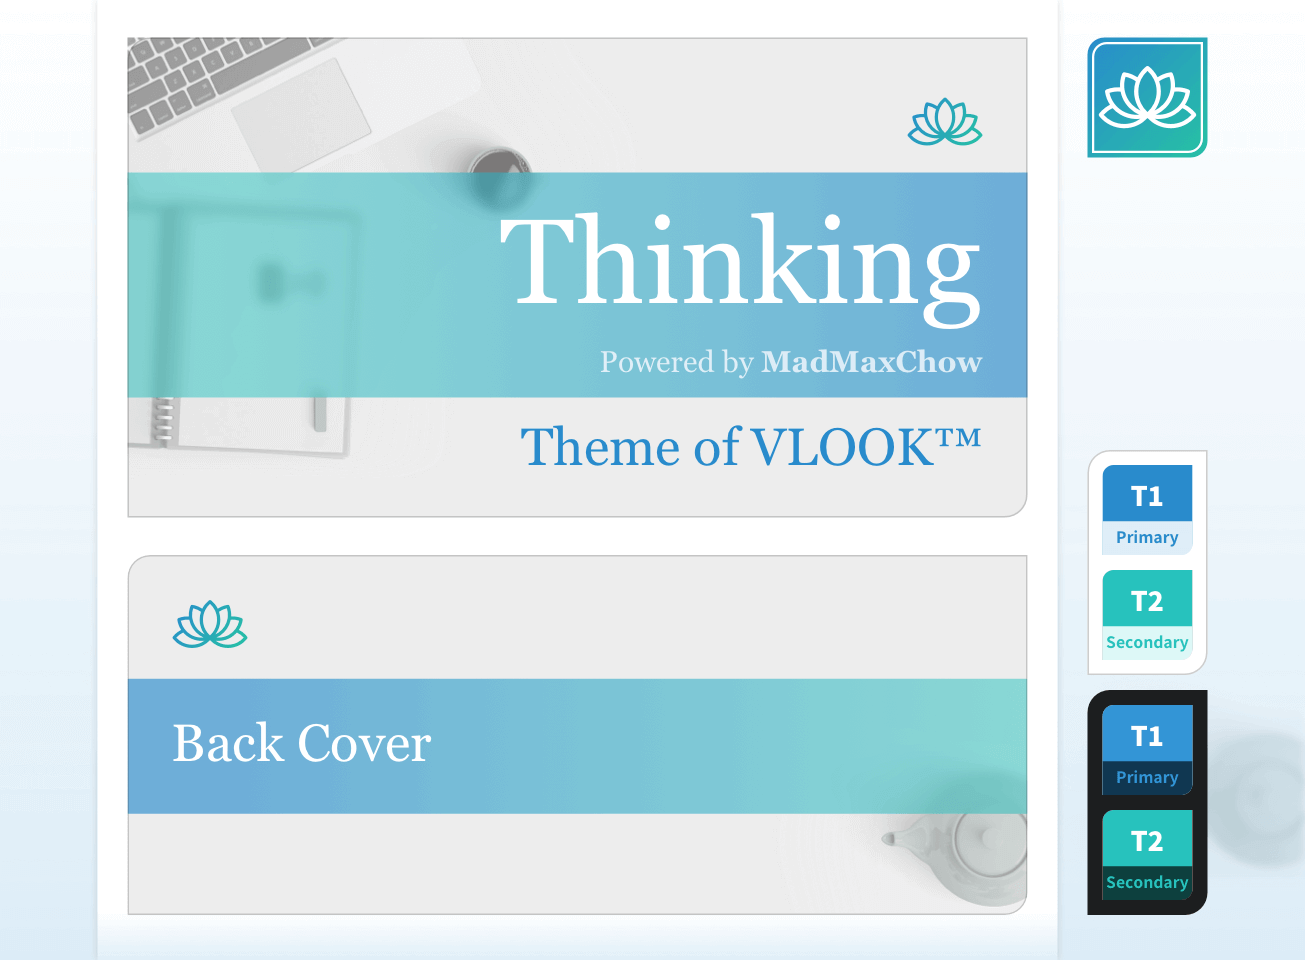 Thinking
Powered by MadMaxChow
Theme of VLOOK™
Back Cover
T1
Primary
T2
Secondary
T1
Primary
T2
Secondary